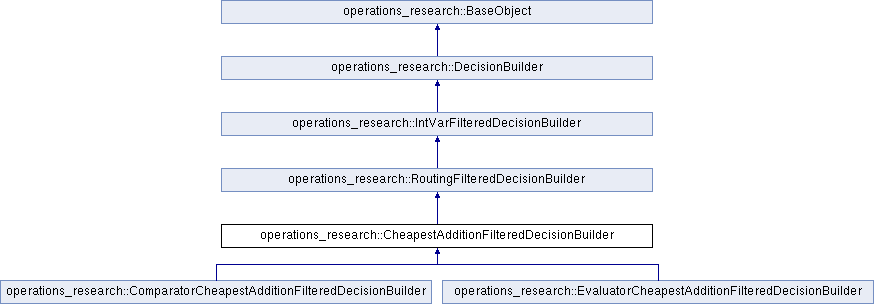 operations_research::BaseObject
operations_research::DecisionBuilder
operations_research::IntVarFilteredDecisionBuilder
operations_research::RoutingFilteredDecisionBuilder
operations_research::CheapestAdditionFilteredDecisionBuilder
operations_research::ComparatorCheapestAdditionFilteredDecisionBuilder
operations_research::EvaluatorCheapestAdditionFilteredDecisionBuilder